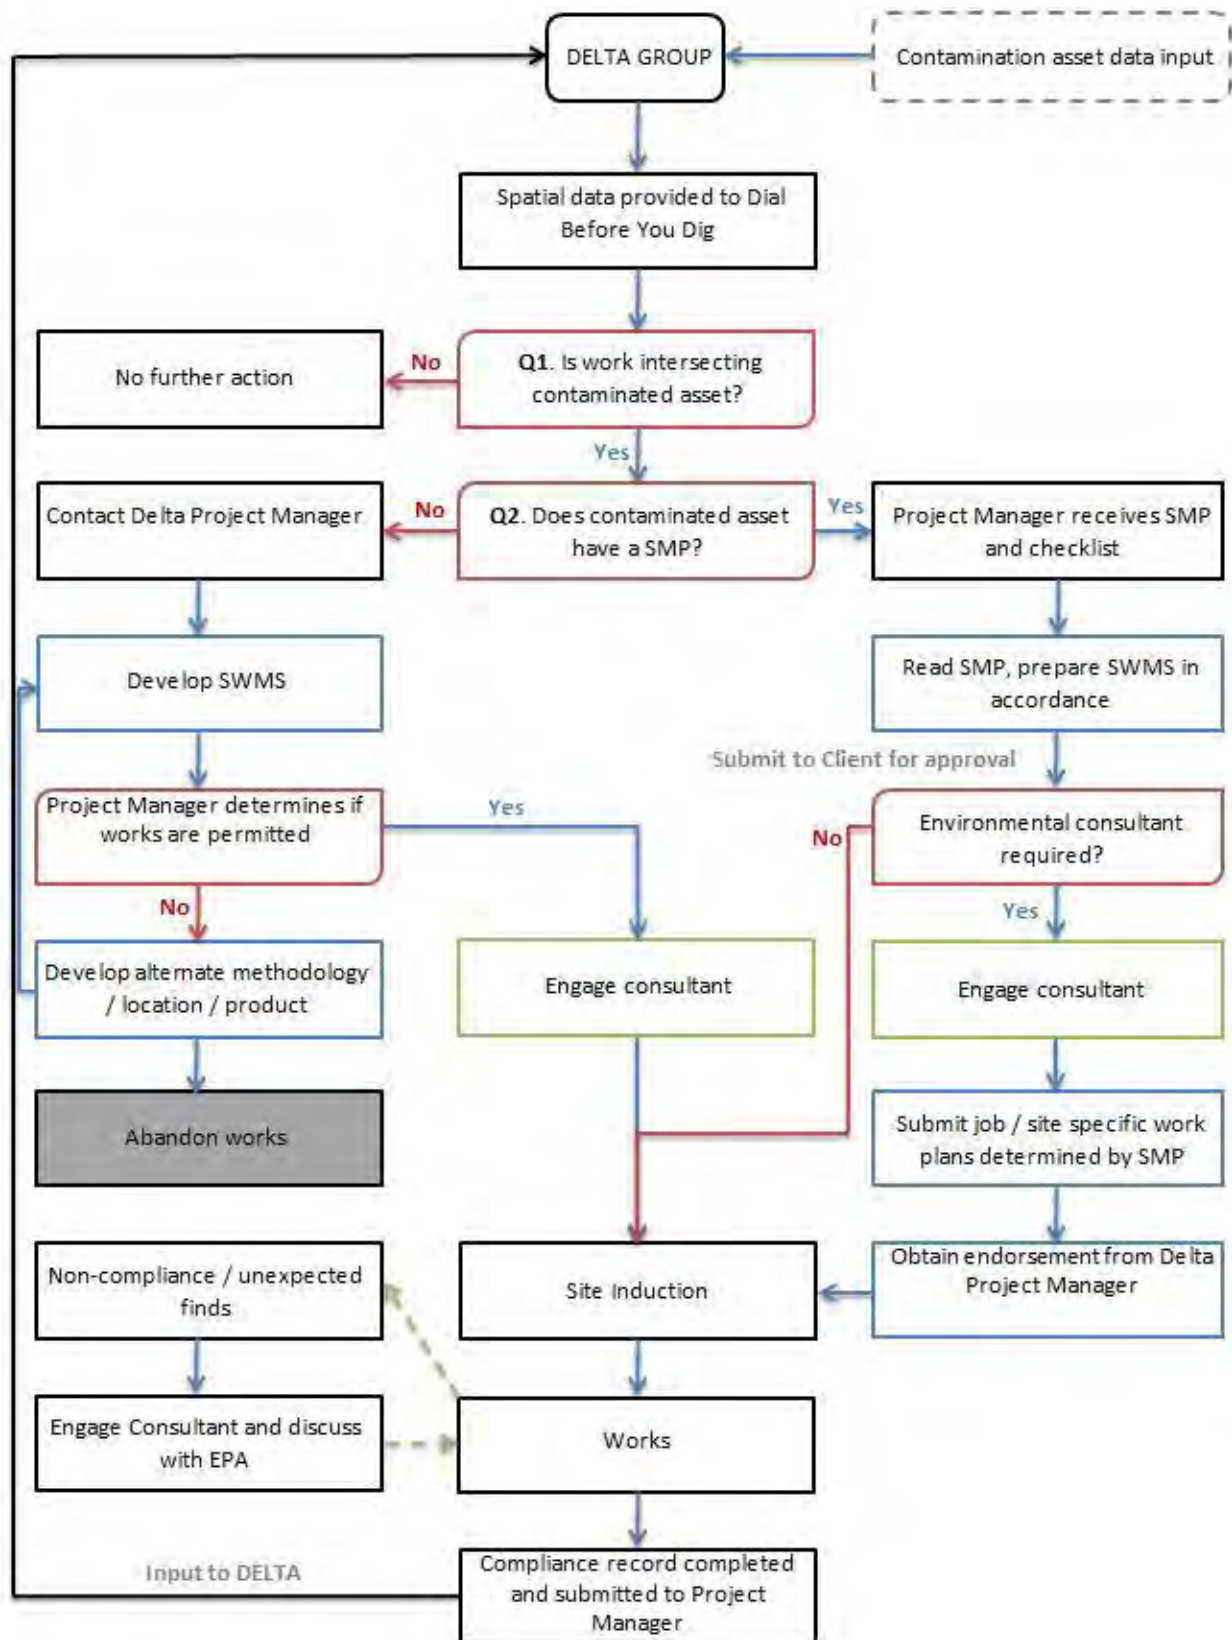 DELTA GROUP
Contamination asset data input
Spatial data provided to Dial
Before You Dig
No further action
No
Q1. Is work intersecting
contaminated asset?
Yes
Contact Delta Project Manager
No
Q2. Does contaminated asset
have a SMP?
Yes
Project Manager receives SMP
and checklist
Develop SWMS
Read SMP, prepare SWMS in
accordance
Submit to Client for approval
Project Manager determines if
works are permitted
Yes
No
Environmental consultant
required?
No
Yes
Develop alternate methodology
/ location / product
Engage consultant
Engage consultant
Abandon works
Submit job / site specific work
plans determined by SMP
Non-compliance / unexpected
finds
Site Induction
Obtain endorsement from Delta
Project Manager
Engage Consultant and discuss
with EPA
Works
Input to DELTA
Compliance record completed
and submitted to Project
Manager